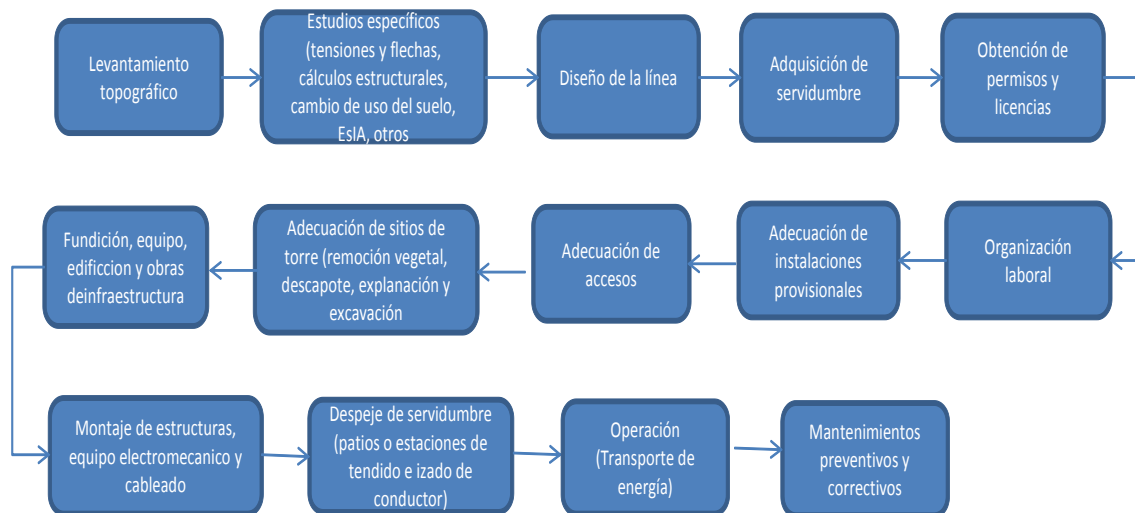 Levantamiento
topográfico
Estudios específicos
(tensiones y flechas,
cálculos estructurales,
cambio de uso del suelo,
EsIA, otros
Diseño de la línea
Adquisición de
servidumbre
Obtención de
permisos y
licencias
Organización
laboral
Adecuación de
instalaciones
provisionales
Adecuación de
accesos
Adecuación de sitios de
torre (remoción vegetal,
descapote, explanación y
excavación
Fundición, equipo,
edificcion y obras
deinfraestructura
Montaje de estructuras,
equipo electromecanico y
cableado
Despeje de servidumbre
(patios o estaciones de
tendido e izado de
conductor)
Operación
(Transporte de
energía)
Mantenimientos
preventivos y
correctivos